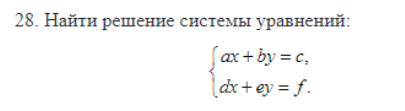 28. Найти решение системы уравнений:
ax + by = c,
dx + ey = f.